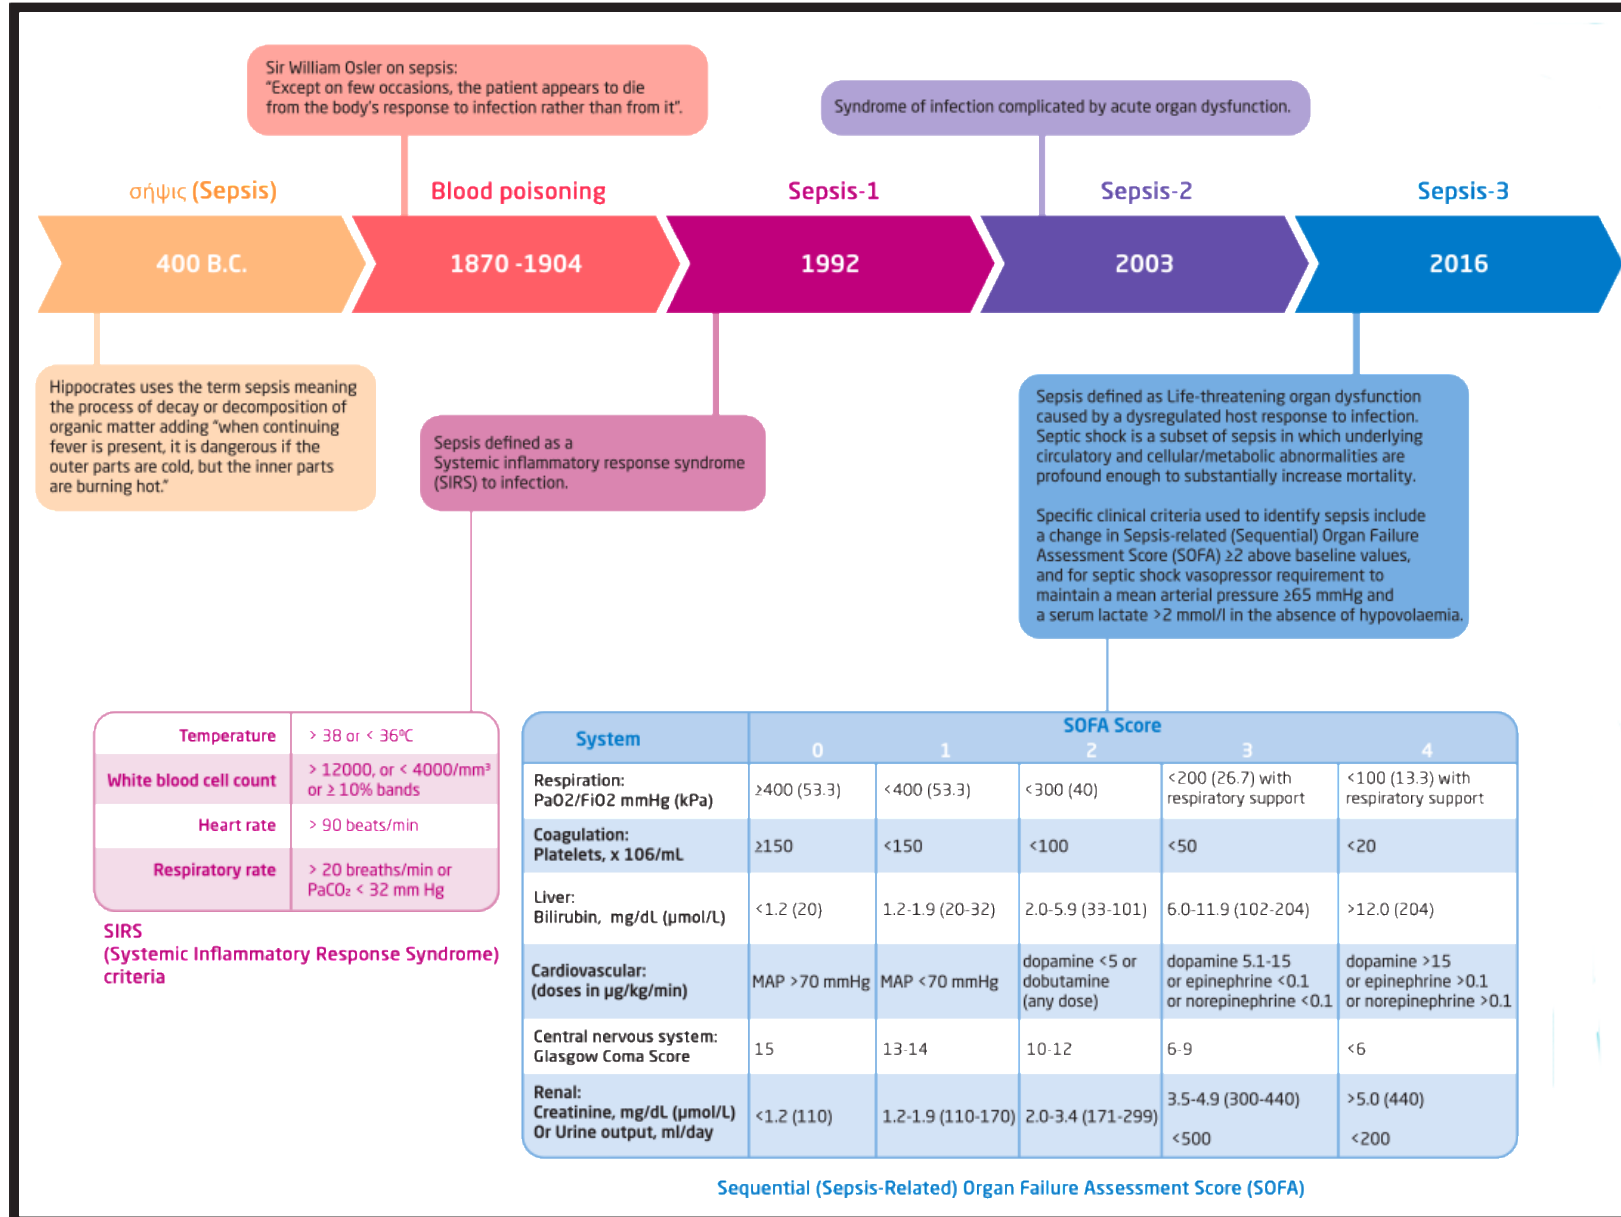 Sir William Osler on sepsis:
“Except on few occasions, the patient appears to die
from the body’s response to infection rather than from it”.
Syndrome of infection complicated by acute organ dysfunction.
σήψις (Sepsis)
Blood poisoning
Sepsis-1
Sepsis-2
Sepsis-3
400 B.C.
1870 -1904
1992
2003
2016
Hippocrates uses the term sepsis meaning
the process of decay or decomposition of
organic matter adding “when continuing
fever is present, it is dangerous if the
outer parts are cold, but the inner parts
are burning hot.”
Sepsis defined as a
Systemic inflammatory response syndrome
(SIRS) to infection.
Sepsis defined as Life-threatening organ dysfunction
caused by a dysregulated host response to infection.
Septic shock is a subset of sepsis in which underlying
circulatory and cellular/metabolic abnormalities are
profound enough to substantially increase mortality.
Specific clinical criteria used to identify sepsis include
a change in Sepsis-related (Sequential) Organ Failure
Assessment Score (SOFA) ≥2 above baseline values,
and for septic shock vasopressor requirement to
maintain a mean arterial pressure ≥65 mmHg and
a serum lactate >2 mmol/l in the absence of hypovolaemia.
Temperature > 38 or < 36ºC
White blood cell count > 12000, or < 4000/mm³
or ≥ 10% bands
Heart rate > 90 beats/min
Respiratory rate > 20 breaths/min or
PaCO₂ < 32 mm Hg
SIRS
(Systemic Inflammatory Response Syndrome)
criteria
System SOFA Score
0 1 2 3 4
Respiration:
PaO2/FiO2 mmHg (kPa) ≥400 (53.3) <400 (53.3) <300 (40) <200 (26.7) with
respiratory support <100 (13.3) with
respiratory support
Coagulation:
Platelets, x 106/mL ≥150 <150 <100 <50 <20
Liver:
Bilirubin, mg/dL (µmol/L) <1.2 (20) 1.2-1.9 (20-32) 2.0-5.9 (33-101) 6.0-11.9 (102-204) >12.0 (204)
Cardiovascular:
(doses in µg/kg/min) MAP >70 mmHg MAP <70 mmHg dopamine <5 or
dobutamine
(any dose) dopamine 5.1-15
or epinephrine <0.1
or norepinephrine <0.1 dopamine >15
or epinephrine >0.1
or norepinephrine >0.1
Central nervous system:
Glasgow Coma Score 15 13-14 10-12 6-9 <6
Renal:
Creatinine, mg/dL (µmol/L)
Or Urine output, ml/day <1.2 (110) 1.2-1.9 (110-170) 2.0-3.4 (171-299) 3.5-4.9 (300-440)
<500 >5.0 (440)
<200
Sequential (Sepsis-Related) Organ Failure Assessment Score (SOFA)